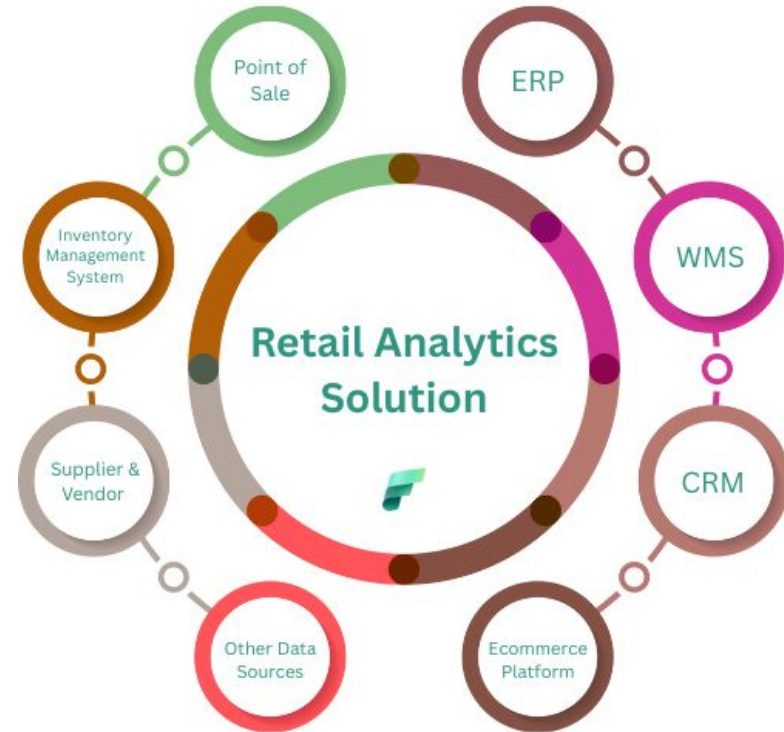 Point of
Sale
ERP
Inventory
Management
System
WMS
Retail Analytics
Solution
Supplier &
Vendor
CRM
Other Data
Sources
Ecommerce
Platform